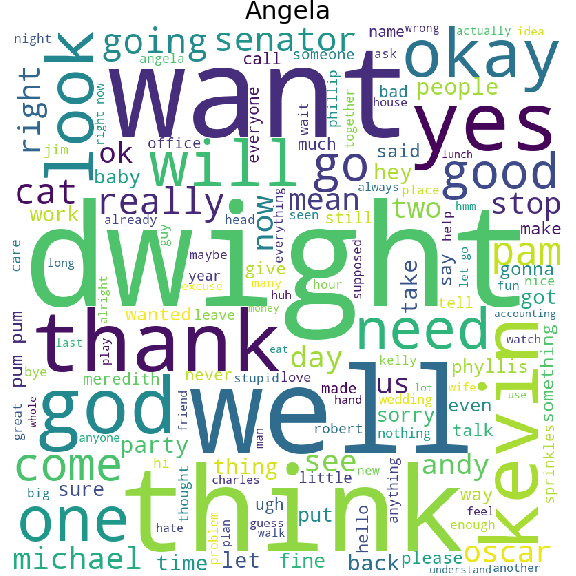 Angela
night
look
going
senator
name
wrong
actually
idea
angela
call
someone
ask
okay
right
right now
want
phillip
together
house
bad
people
yes
jim
office
everyone
wait
much
said
lunch
ok
will
go
hey
good
baby
always
place
cat
really
now
mean
still
two
hmm
stop
work
already
head
seen
everything
help
make
care
guy
say
pam
long
maybe
year
supposed
take
let go
gonna
dwight
give
hour
fun
nice
alright
excuse
many
huh
tell
got
wanted
leave
money
accounting
pum pum
last
play
thank
need
watch
eat
day
kelly
us
phyllis
something
bye
meredith
never
stupid
love
made
lot
wife
kevin
use
great
whole
god
friend
well
hand
wedding
even
sprinkles
anyone
party
man
robert
nothing
sorry
talk
come
hi
thing
see
new
andy
big
sure
thought
charles
little
anything
way
feel
one
hate
problem
plan
ugh
guess
walk
put
hello
think
enough
oscar
michael
time
let
fine
back
please
understand
another